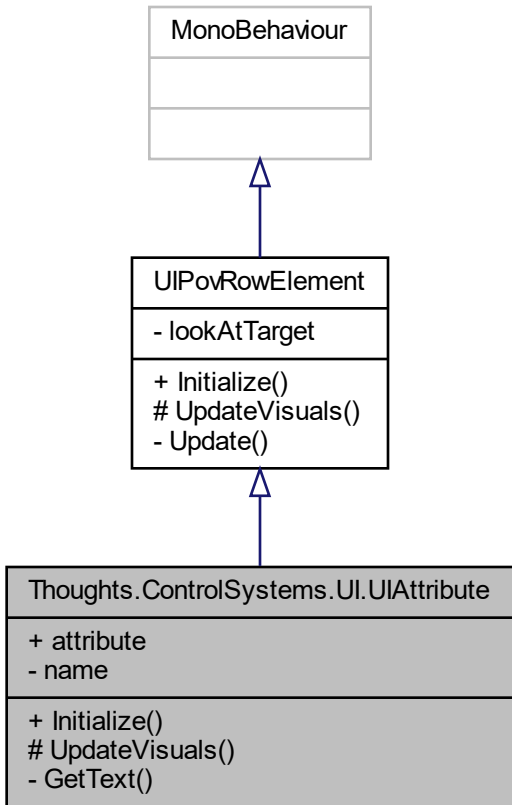 MonoBehaviour
UIPovRowElement
- lookAtTarget
+ Initialize()
# UpdateVisuals()
- Update()
Thoughts.ControlSystems.UI.UIAttribute
+ attribute
- name
+ Initialize()
# UpdateVisuals()
- GetText()